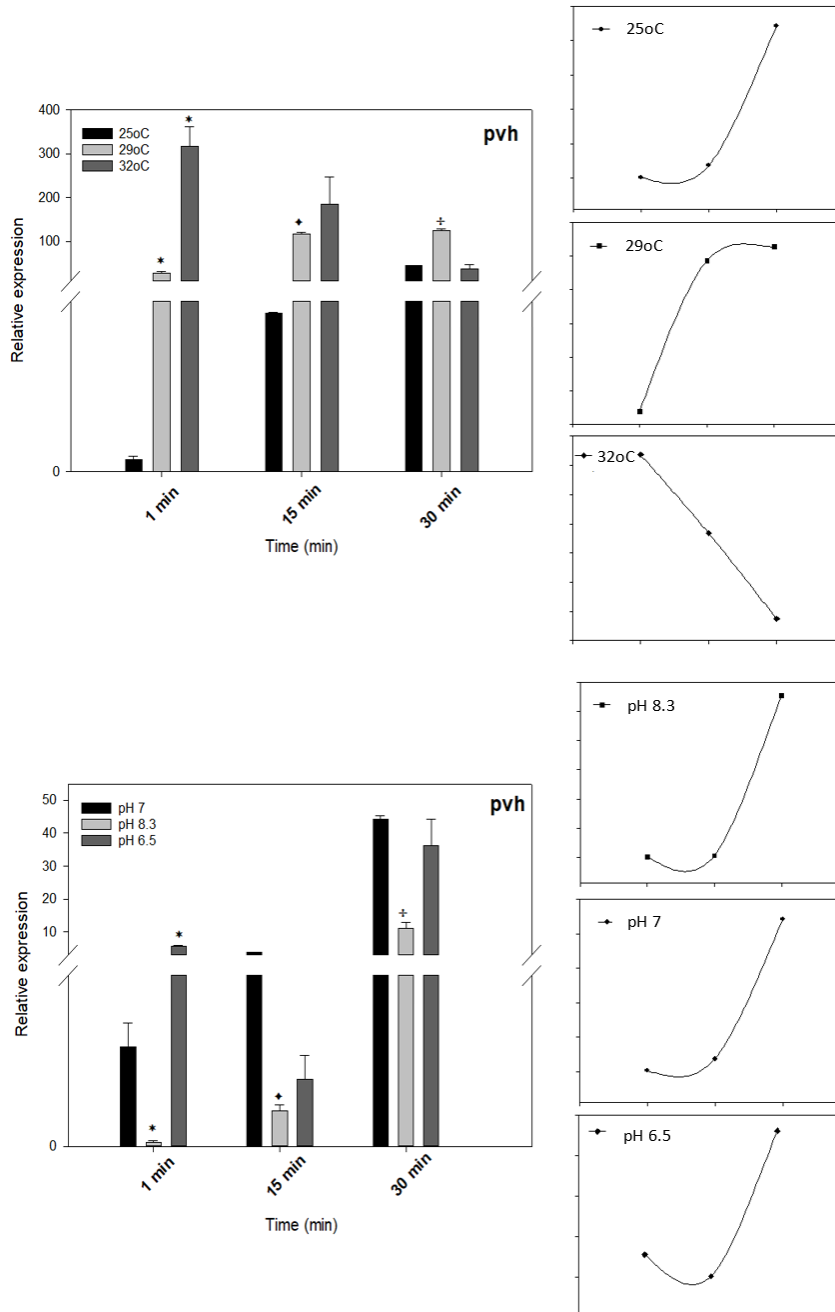 25oC
400
pvh
25oC
29oC
32oC
300
200
100
0
Relative expression
1 min
15 min
30 min
Time (min)
29oC
32oC
pH 8.3
50
pvh
pH 7
pH 8.3
pH 6.5
40
30
20
10
0
Relative expression
1 min
15 min
30 min
Time (min)
pH 7
pH 6.5